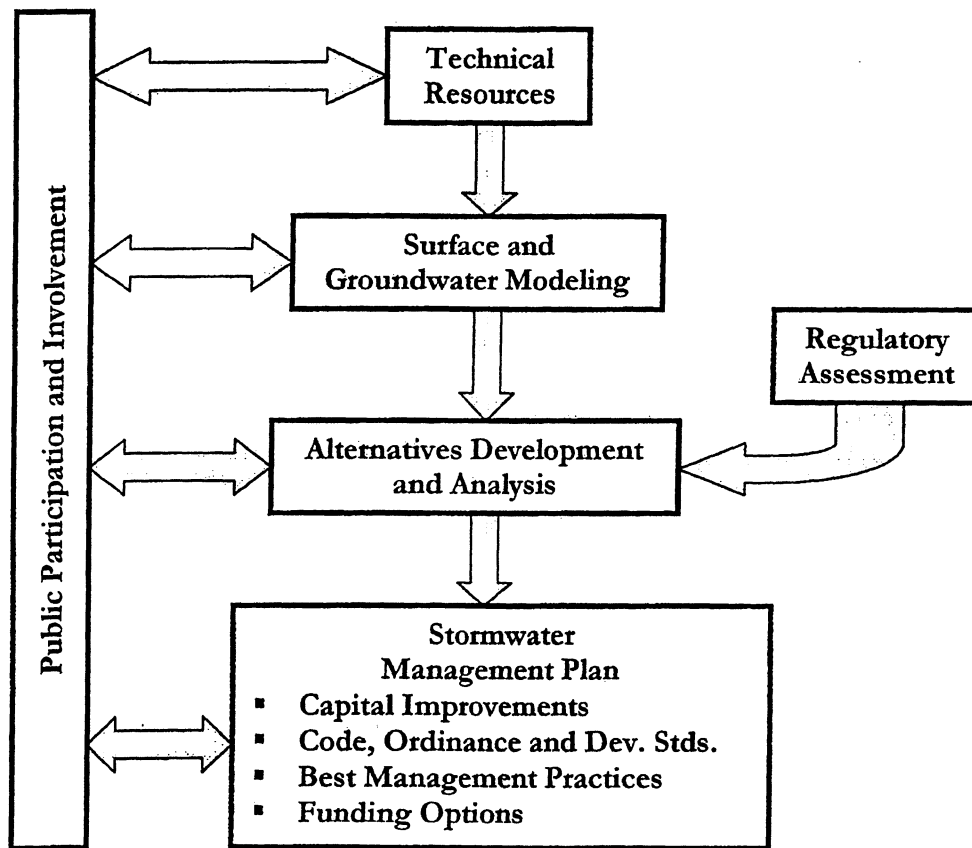 Public Participation and Involvement
Technical
Resources
Surface and
Groundwater Modeling
Regulatory
Assessment
Alternatives Development
and Analysis
Stormwater
Management Plan
▪ Capital Improvements
▪ Code, Ordinance and Dev. Stds.
▪ Best Management Practices
▪ Funding Options